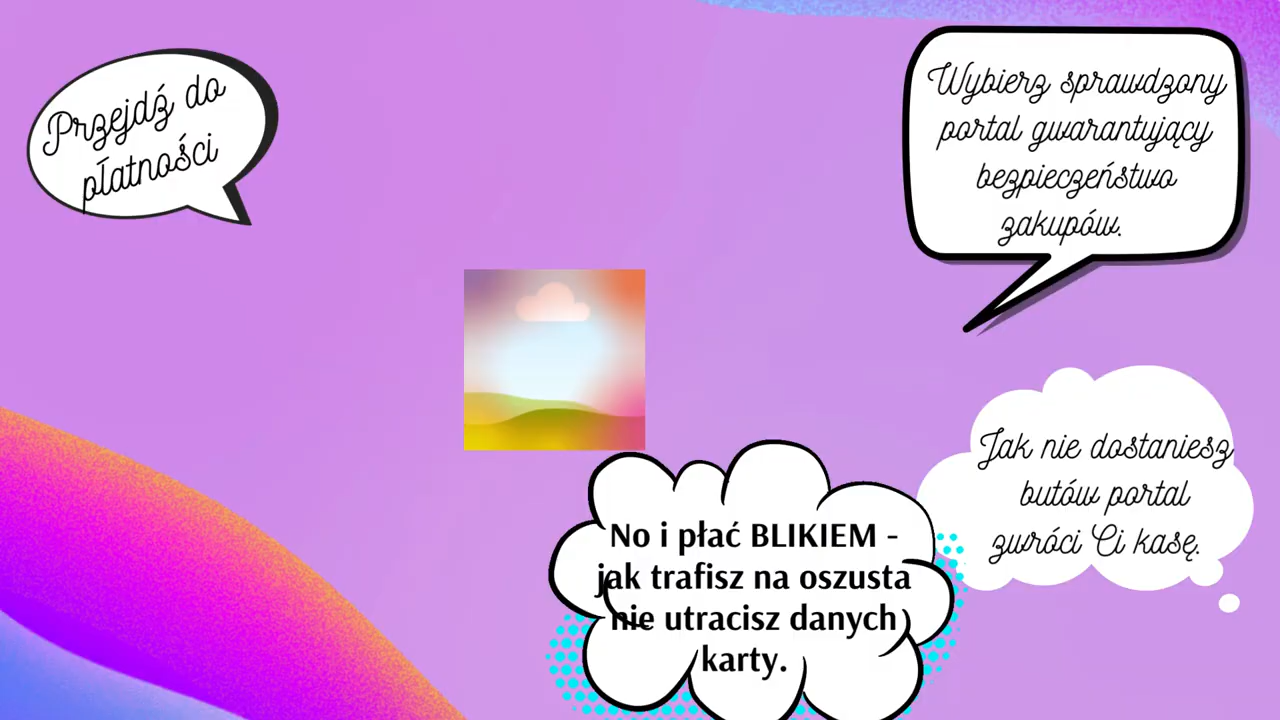 Przejdź do
płatności
Wybierz sprawdzony
portal gwarantujący
bezpieczeństwo
zakupów.
Jak nie dostaniesz
butów portal
zwróci Ci kasę.
No i płać BLIKIEM -
jak trafisz na oszusta
nie utracisz danych
karty.